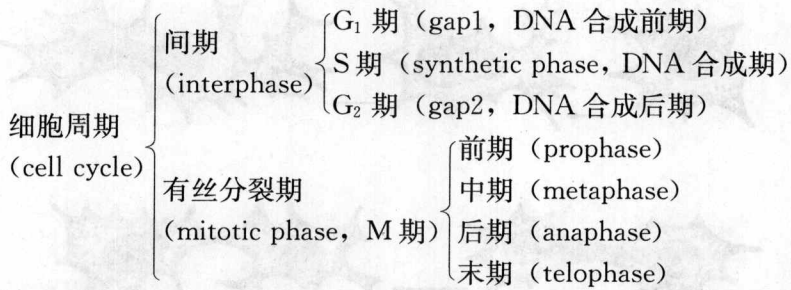 G₁ 期（gap1，DNA 合成前期）
间期
（interphase）
S 期（synthetic phase，DNA 合成期）
G₂ 期（gap2，DNA 合成后期）
细胞周期
（cell cycle）
前期（prophase）
有丝分裂期
中期（metaphase）
（mitotic phase，M 期）
后期（anaphase）
末期（telophase）